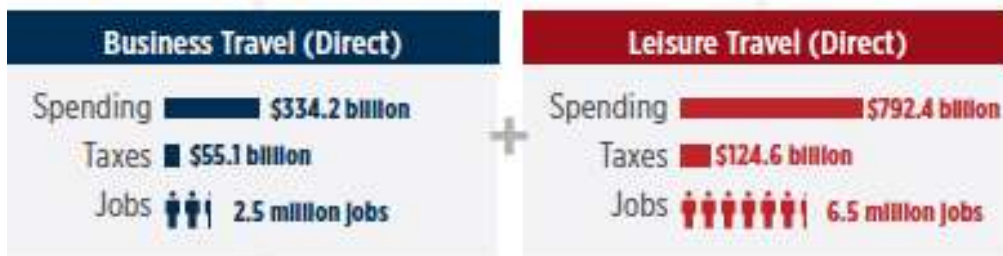 Business Travel (Direct)
Spending $334.2 billion
Taxes $55.1 billion
Jobs 2.5 million jobs
+
Leisure Travel (Direct)
Spending $792.4 billion
Taxes $124.6 billion
Jobs 6.5 million jobs